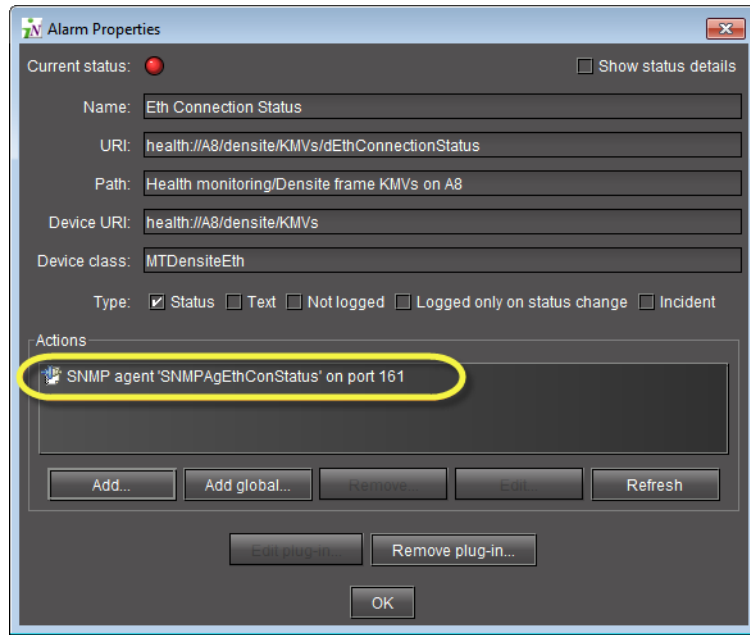 iN Alarm Properties
Current status:
Show status details
Name: Eth Connection Status
URI: health://A8/densite/KMVs/dEthConnectionStatus
Path: Health monitoring/Densite frame KMVs on A8
Device URI: health://A8/densite/KMVs
Device class: MTDensiteEth
Type: Status Text Not logged Logged only on status change Incident
Actions
SNMP agent 'SNMPAgEthConStatus' on port 161
Add... Add global... Remove... Edit... Refresh
Edit plug-in... Remove plug-in...
OK